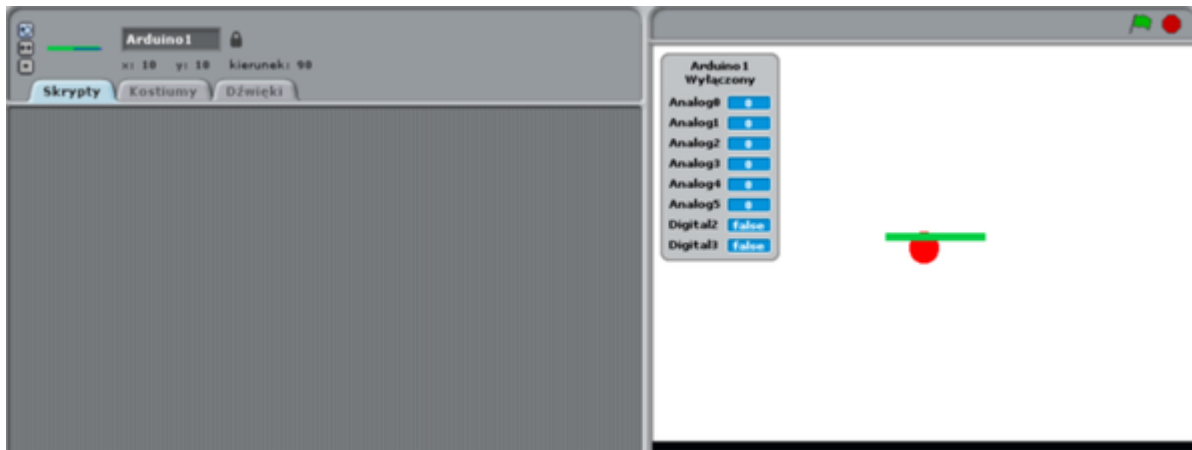 Arduino1
x: 10 y: 10 kierunek: 90
Skrypty Kostiumy Dźwięki
Arduino1
Wyłączony
Analog0 0
Analog1 0
Analog2 0
Analog3 0
Analog4 0
Analog5 0
Digital2 false
Digital3 false